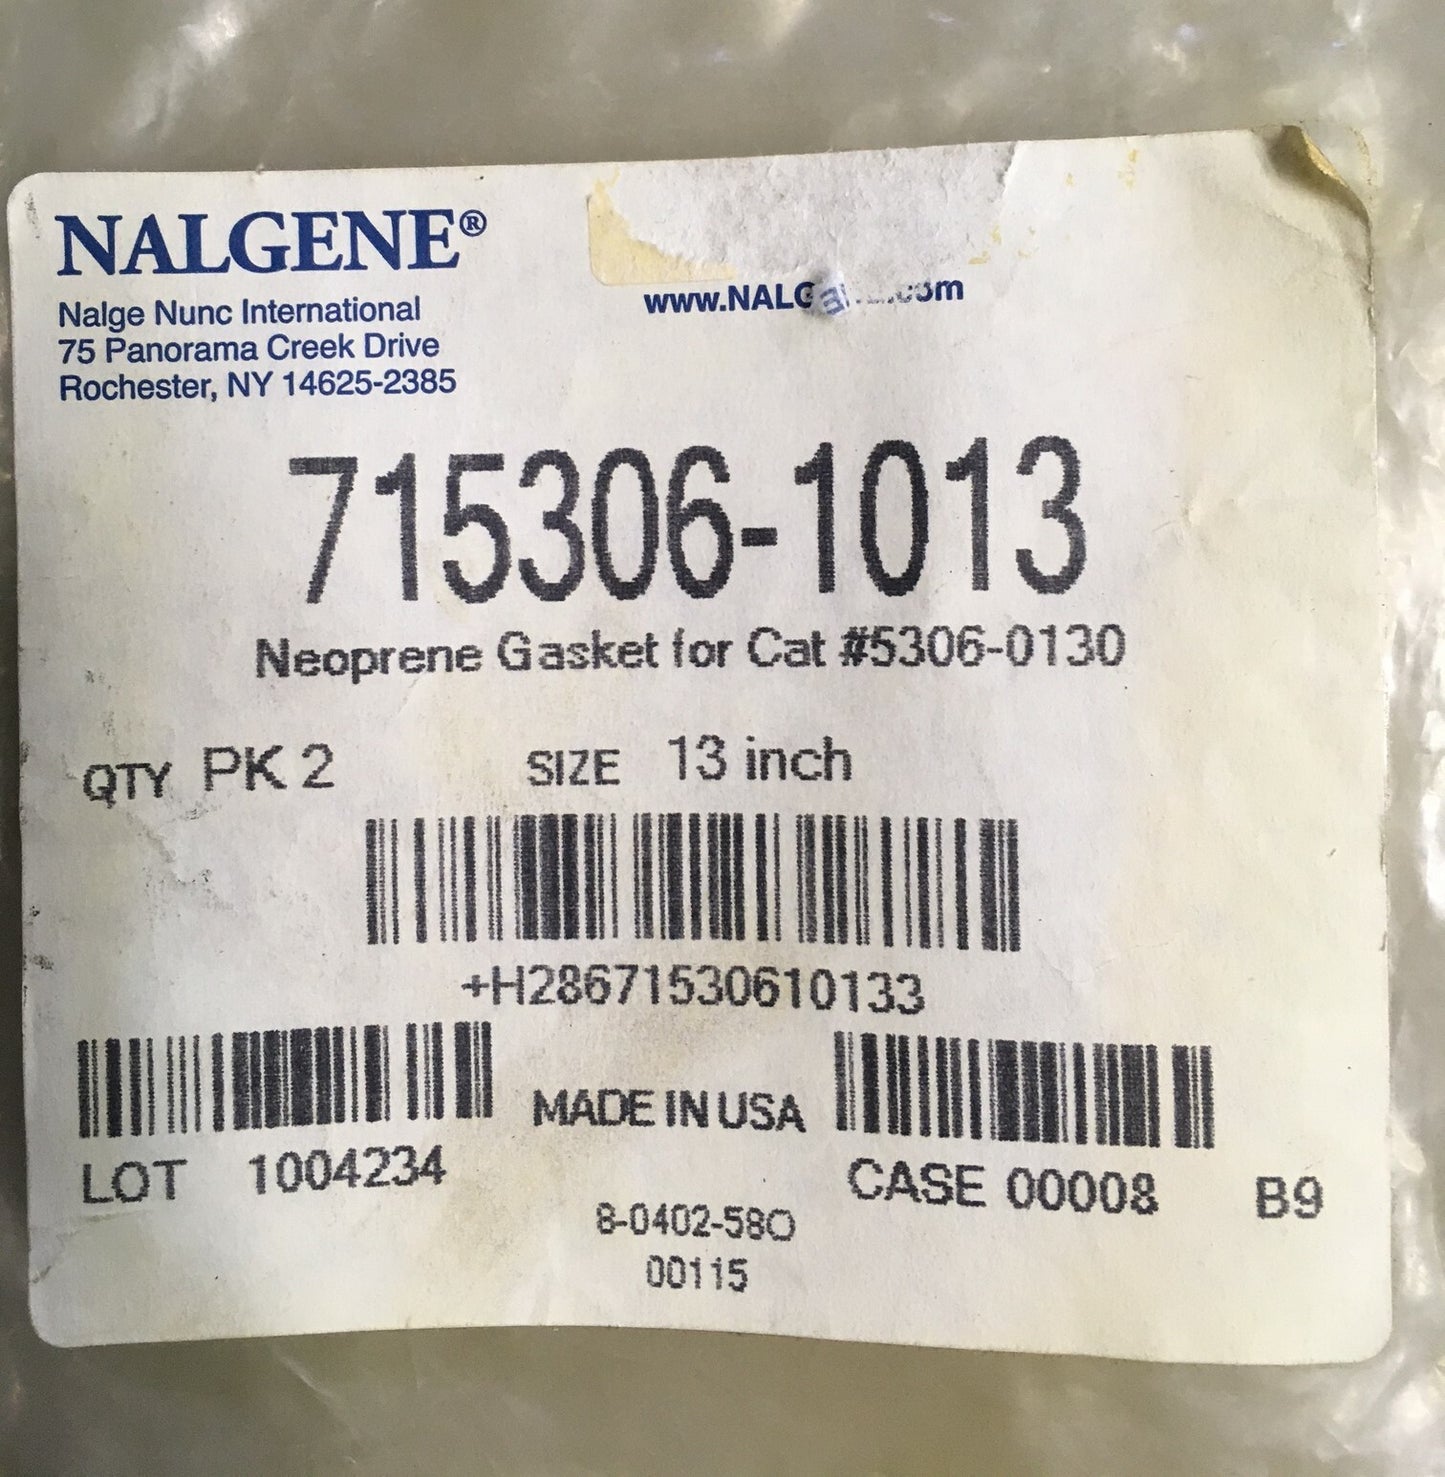 NALGENE®
Nalge Nunc International
75 Panorama Creek Drive
Rochester, NY 14625-2385
715306-1013
Neoprene Gasket for Cat #5306-0130
QTY PK 2 SIZE 13 inch
+H28671530610133
MADE IN USA
LOT 1004234 CASE 00008 B9
8-0402-58O
00115